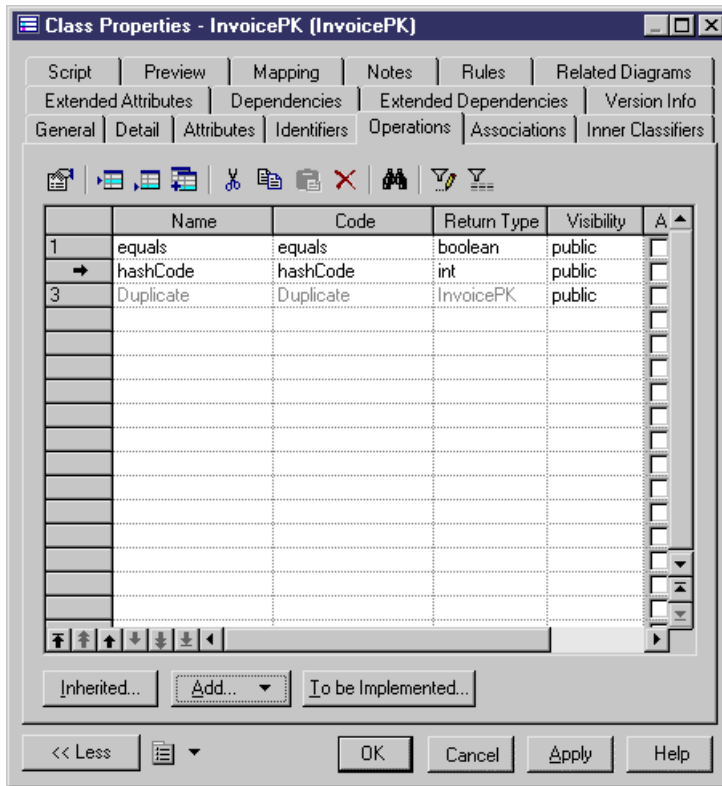 Class Properties - InvoicePK (InvoicePK)
Script Preview Mapping Notes Rules Related Diagrams
Extended Attributes Dependencies Extended Dependencies Version Info
General Detail Attributes Identifiers Operations Associations Inner Classifiers
Name Code Return Type Visibility A
1 equals equals boolean public
hashCode hashCode int public
3 Duplicate Duplicate InvoicePK public
Inherited... Add... To be Implemented...
<< Less OK Cancel Apply Help